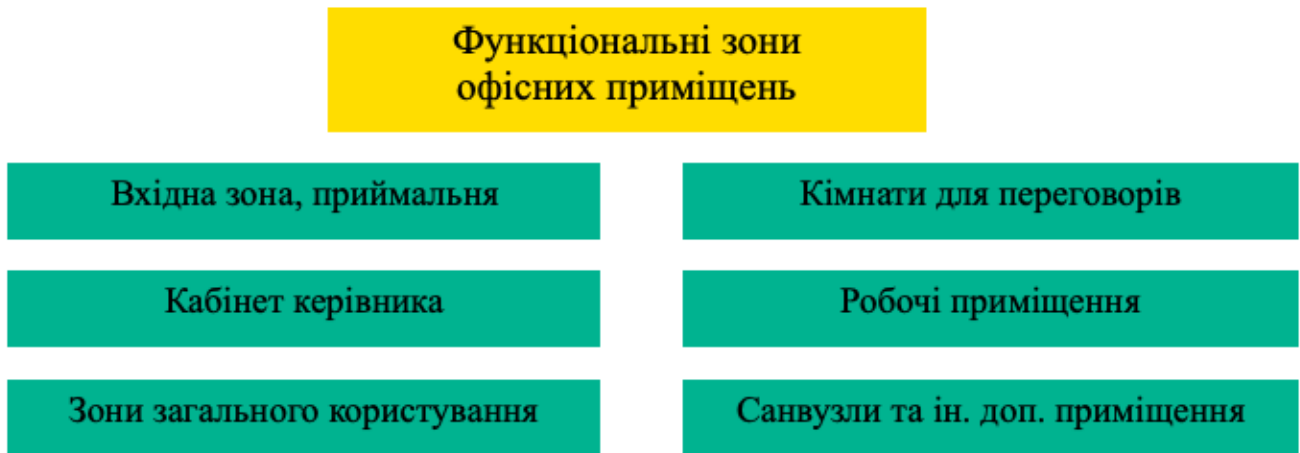 Функціональні зони
офісних приміщень
Вхідна зона, приймальня
Кімнати для переговорів
Кабінет керівника
Робочі приміщення
Зони загального користування
Санвузли та ін. доп. приміщення